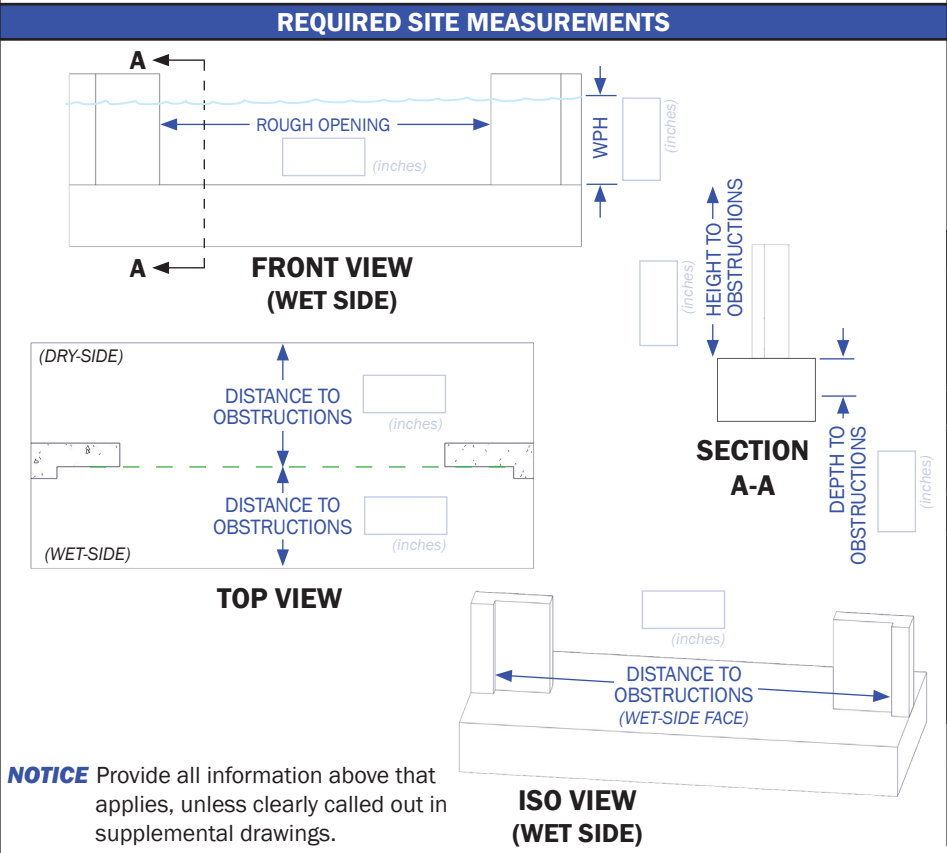 REQUIRED SITE MEASUREMENTS
A
ROUGH OPENING
(inches)
WPH
(inches)
A
FRONT VIEW
(WET SIDE)
HEIGHT TO
OBSTRUCTIONS
(inches)
(DRY-SIDE)
DISTANCE TO
OBSTRUCTIONS
(inches)
DISTANCE TO
OBSTRUCTIONS
(inches)
(WET-SIDE)
TOP VIEW
SECTION
A-A
DEPTH TO
OBSTRUCTIONS
(inches)
(inches)
DISTANCE TO
OBSTRUCTIONS
(WET-SIDE FACE)
ISO VIEW
(WET SIDE)
NOTICE Provide all information above that
applies, unless clearly called out in
supplemental drawings.